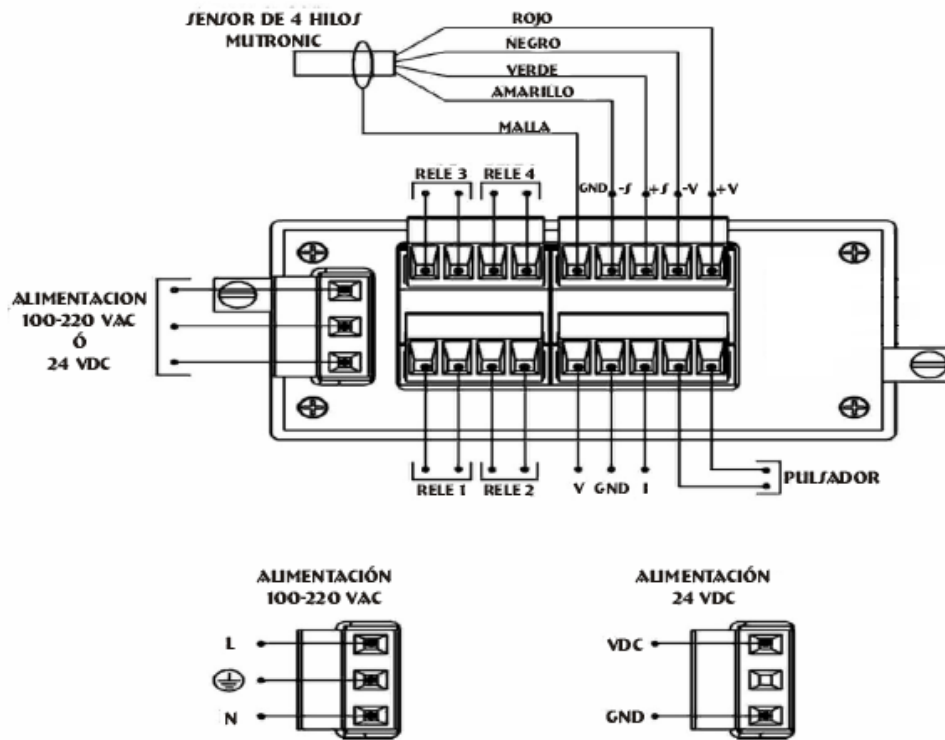 SENSOR DE 4 HILOS
MUTRONIC
ROJO
NEGRO
VERDE
AMARILLO
MALLA
RELE 3
RELE 4
GND
-S
+S
-V
+V
ALIMENTACION
100-220 VAC
Ó
24 VDC
RELE 1
RELE 2
V
GND
I
PULSADOR
ALIMENTACIÓN
100-220 VAC
ALIMENTACIÓN
24 VDC
L
N
VDC
GND